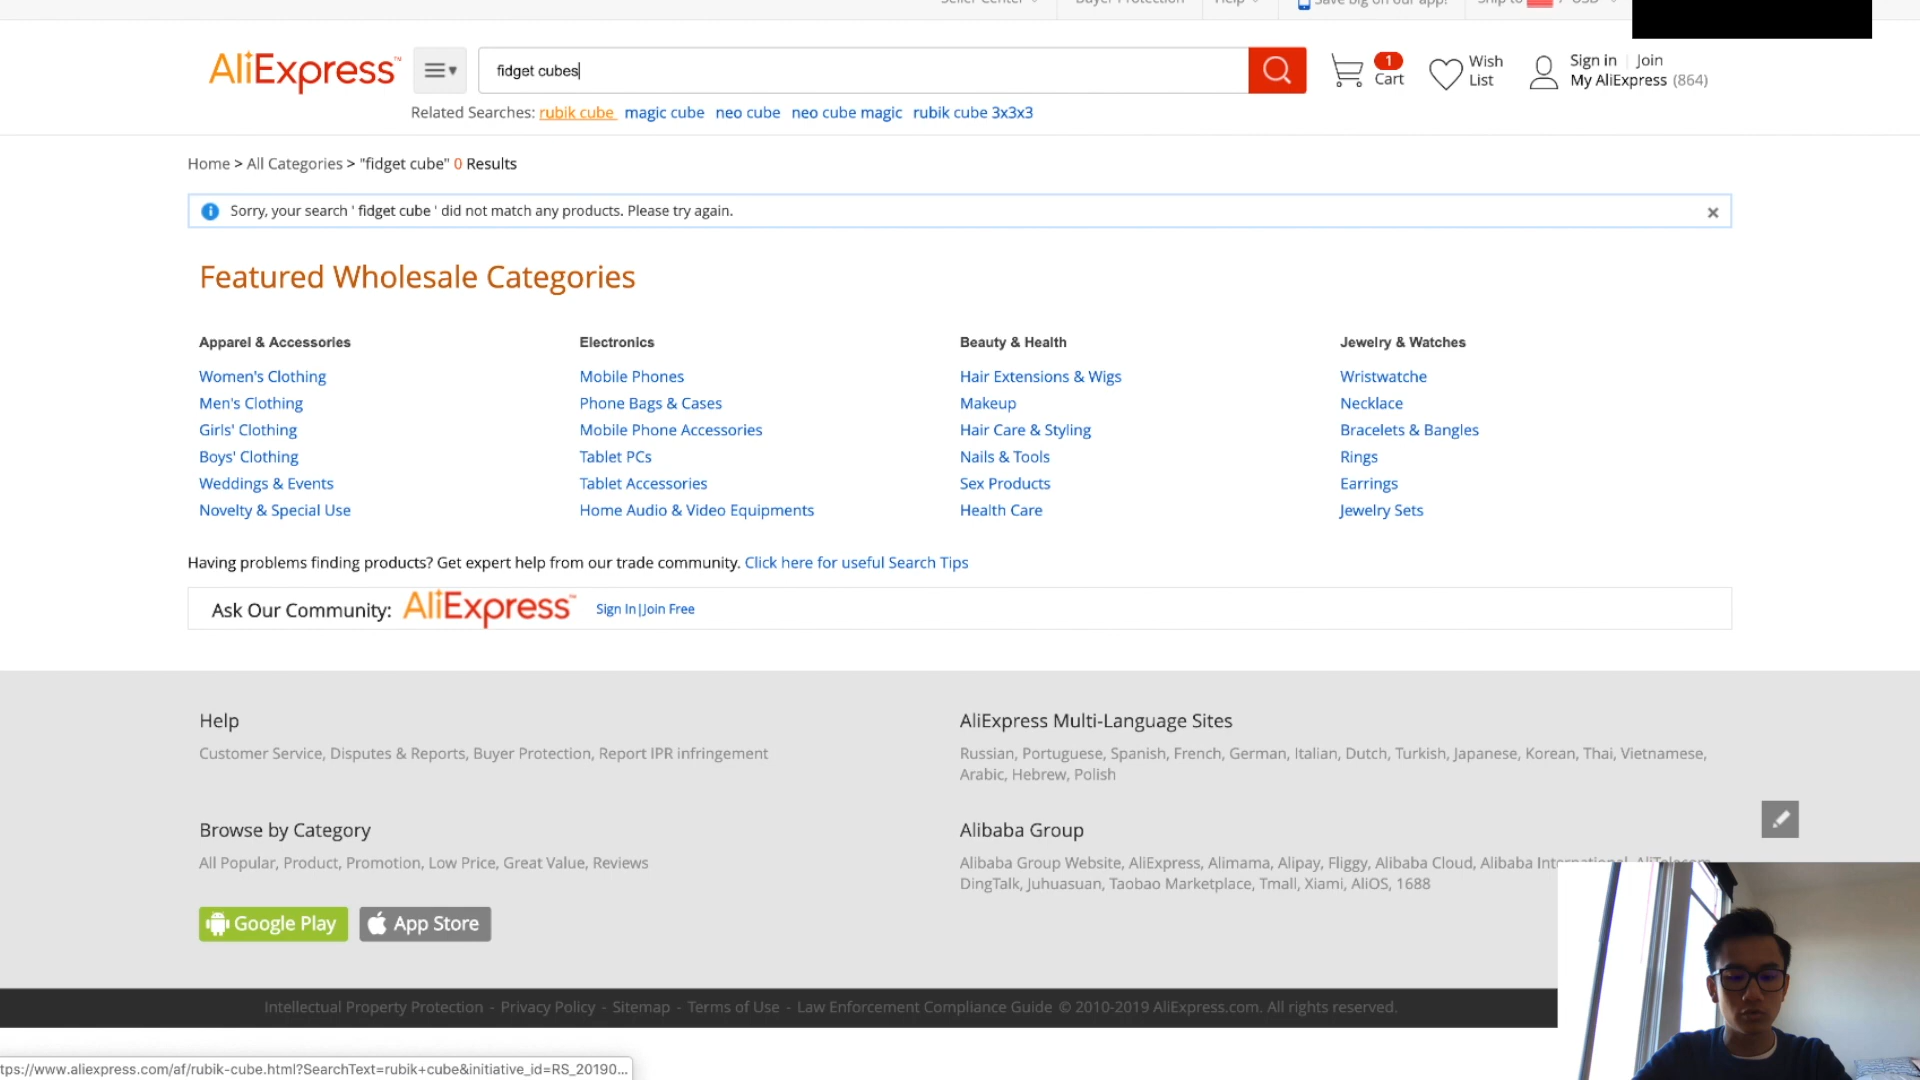 Seller Center
Buyer Protection
Help
Save big on our app!
Ship to / USD
AliExpress™
fidget cubes
1
Cart
Wish
List
Sign in | Join
My AliExpress (864)
Related Searches: rubik cube magic cube neo cube neo cube magic rubik cube 3x3x3
Home > All Categories > "fidget cube" 0 Results
Sorry, your search ' fidget cube ' did not match any products. Please try again.
Featured Wholesale Categories
Apparel & Accessories
Women's Clothing
Men's Clothing
Girls' Clothing
Boys' Clothing
Weddings & Events
Novelty & Special Use
Electronics
Mobile Phones
Phone Bags & Cases
Mobile Phone Accessories
Tablet PCs
Tablet Accessories
Home Audio & Video Equipments
Beauty & Health
Hair Extensions & Wigs
Makeup
Hair Care & Styling
Nails & Tools
Sex Products
Health Care
Jewelry & Watches
Wristwatche
Necklace
Bracelets & Bangles
Rings
Earrings
Jewelry Sets
Having problems finding products? Get expert help from our trade community. Click here for useful Search Tips
Ask Our Community: AliExpress™ Sign In|Join Free
Help
Customer Service, Disputes & Reports, Buyer Protection, Report IPR infringement
AliExpress Multi-Language Sites
Russian, Portuguese, Spanish, French, German, Italian, Dutch, Turkish, Japanese, Korean, Thai, Vietnamese,
Arabic, Hebrew, Polish
Browse by Category
All Popular, Product, Promotion, Low Price, Great Value, Reviews
Alibaba Group
Alibaba Group Website, AliExpress, Alimama, Alipay, Fliggy, Alibaba Cloud, Alibaba International, AliTelecom,
DingTalk, Juhuasuan, Taobao Marketplace, Tmall, Xiami, AliOS, 1688
Google Play
App Store
Intellectual Property Protection - Privacy Policy - Sitemap - Terms of Use - Law Enforcement Compliance Guide © 2010-2019 AliExpress.com. All rights reserved.
tps://www.aliexpress.com/af/rubik-cube.html?SearchText=rubik+cube&initiative_id=RS_20190...